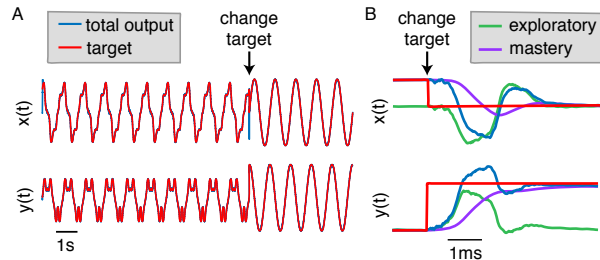 A
total output
target
change
target
x(t)
y(t)
1s
B
change
target
exploratory
mastery
x(t)
y(t)
1ms